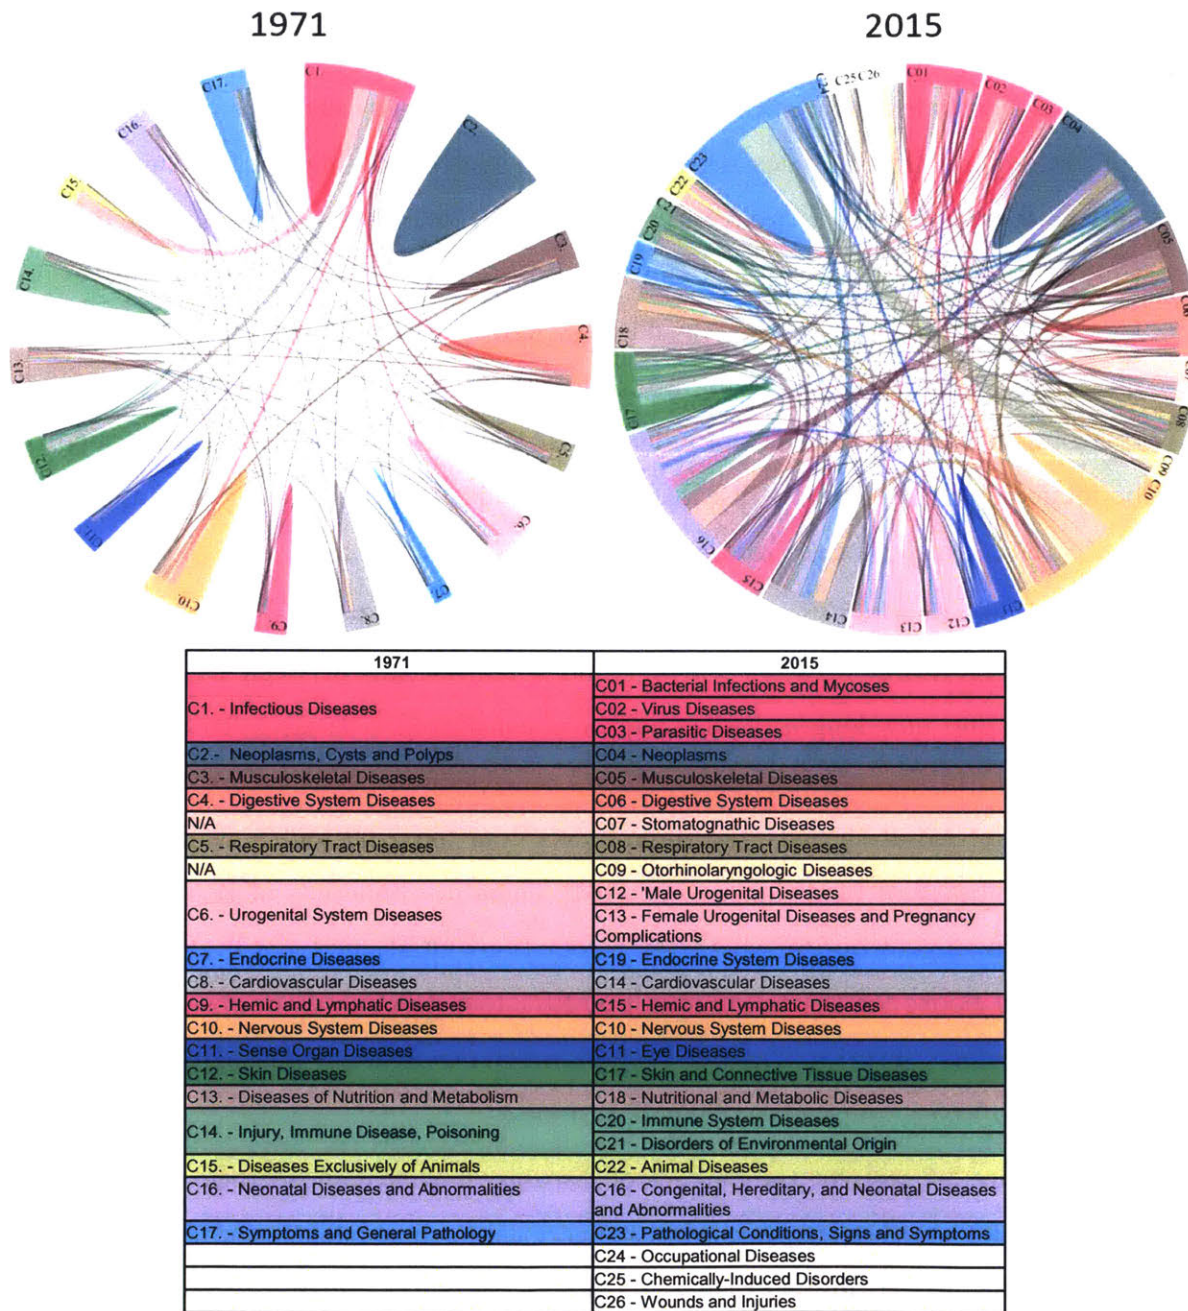 1971
2015
C1.
C2.
C3.
C4.
C5.
C6.
C7.
C8.
C9.
C10.
C11.
C12.
C13.
C14.
C15.
C16.
C17.
C01
C02
C03
C04
C05
C06
C07
C08
C09
C10
C11
C12
C13
C14
C15
C16
C17
C18
C19
C20
C21
C22
C23
C25
C26
1971 2015
C1. - Infectious Diseases
C01 - Bacterial Infections and Mycoses
C02 - Virus Diseases
C03 - Parasitic Diseases
C2.- Neoplasms, Cysts and Polyps C04 - Neoplasms
C3. - Musculoskeletal Diseases C05 - Musculoskeletal Diseases
C4. - Digestive System Diseases C06 - Digestive System Diseases
N/A C07 - Stomatognathic Diseases
C5. - Respiratory Tract Diseases C08 - Respiratory Tract Diseases
N/A C09 - Otorhinolaryngologic Diseases
C6. - Urogenital System Diseases
C12 - 'Male Urogenital Diseases
C13 - Female Urogenital Diseases and Pregnancy
Complications
C7. - Endocrine Diseases C19 - Endocrine System Diseases
C8. - Cardiovascular Diseases C14 - Cardiovascular Diseases
C9. - Hemic and Lymphatic Diseases C15 - Hemic and Lymphatic Diseases
C10. - Nervous System Diseases C10 - Nervous System Diseases
C11. - Sense Organ Diseases C11 - Eye Diseases
C12. - Skin Diseases C17 - Skin and Connective Tissue Diseases
C13. - Diseases of Nutrition and Metabolism C18 - Nutritional and Metabolic Diseases
C14. - Injury, Immune Disease, Poisoning
C20 - Immune System Diseases
C21 - Disorders of Environmental Origin
C15. - Diseases Exclusively of Animals C22 - Animal Diseases
C16. - Neonatal Diseases and Abnormalities C16 - Congenital, Hereditary, and Neonatal Diseases
and Abnormalities
C17. - Symptoms and General Pathology C23 - Pathological Conditions, Signs and Symptoms
C24 - Occupational Diseases
C25 - Chemically-Induced Disorders
C26 - Wounds and Injuries